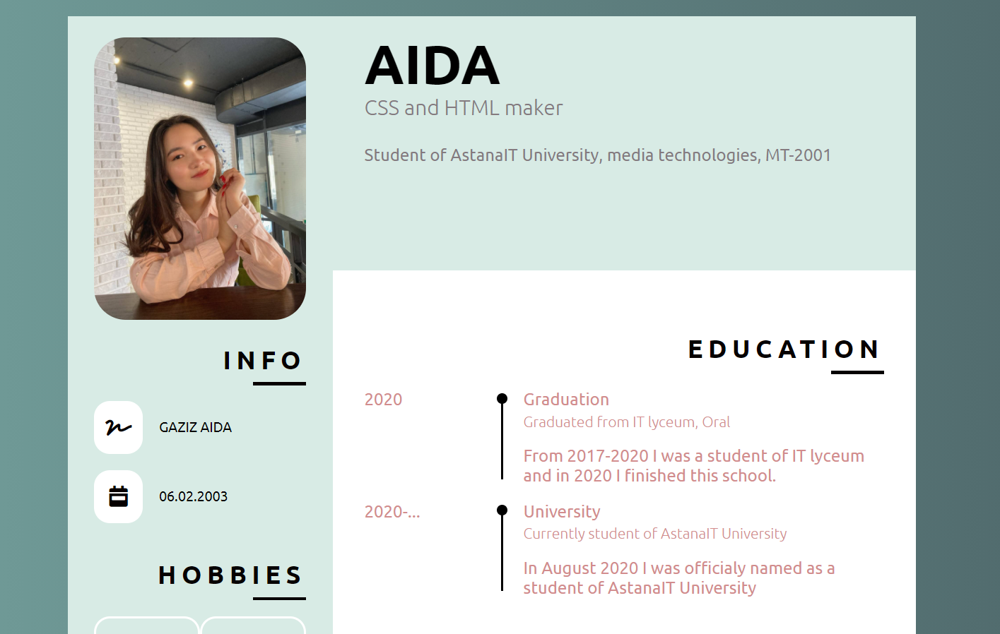 AIDA
CSS and HTML maker
Student of AstanaIT University, media technologies, MT-2001
INFO
GAZIZ AIDA
06.02.2003
HOBBIES
EDUCATION
2020
Graduation
Graduated from IT lyceum, Oral
From 2017-2020 I was a student of IT lyceum
and in 2020 I finished this school.
2020-...
University
Currently student of AstanaIT University
In August 2020 I was officialy named as a
student of AstanaIT University